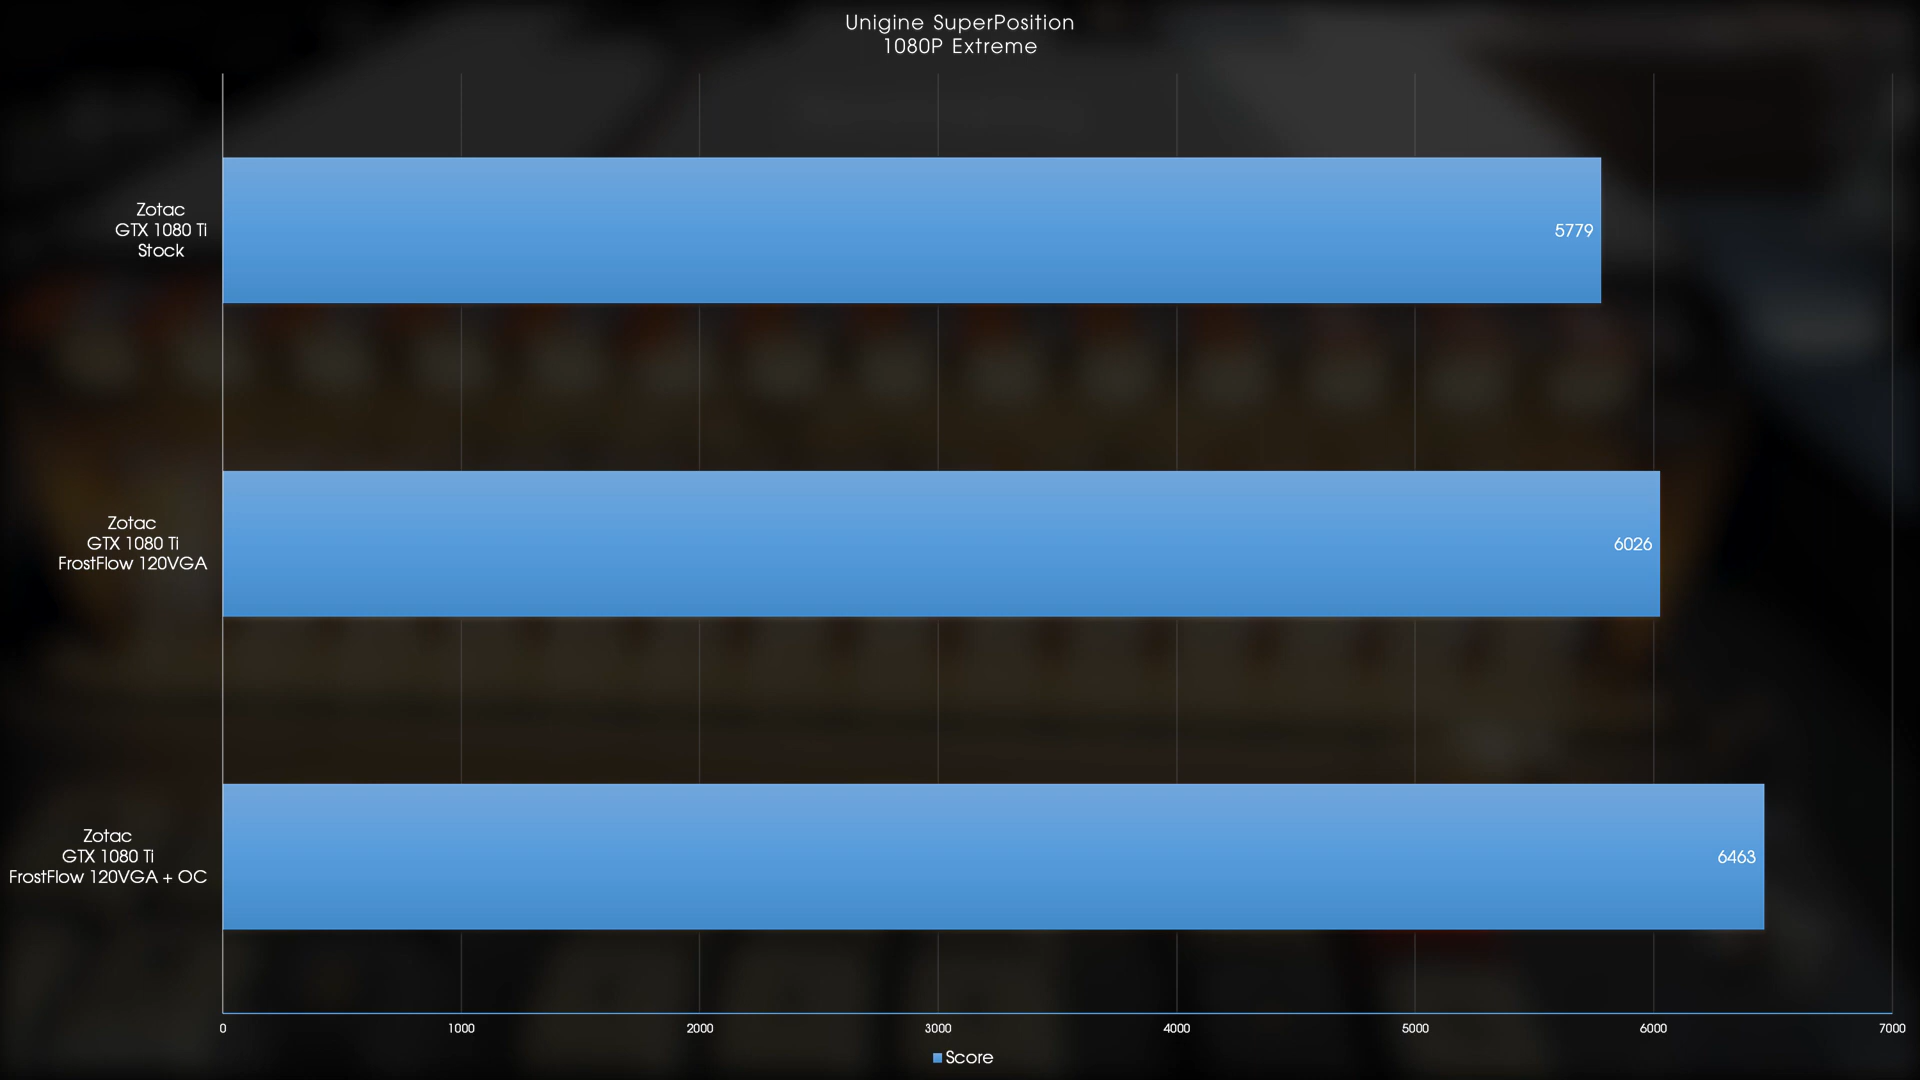 Unigine SuperPosition
1080P Extreme
Zotac
GTX 1080 Ti
Stock
5779
Zotac
GTX 1080 Ti
FrostFlow 120VGA
6026
Zotac
GTX 1080 Ti
FrostFlow 120VGA + OC
6463
0 1000 2000 3000 4000 5000 6000 7000
Score